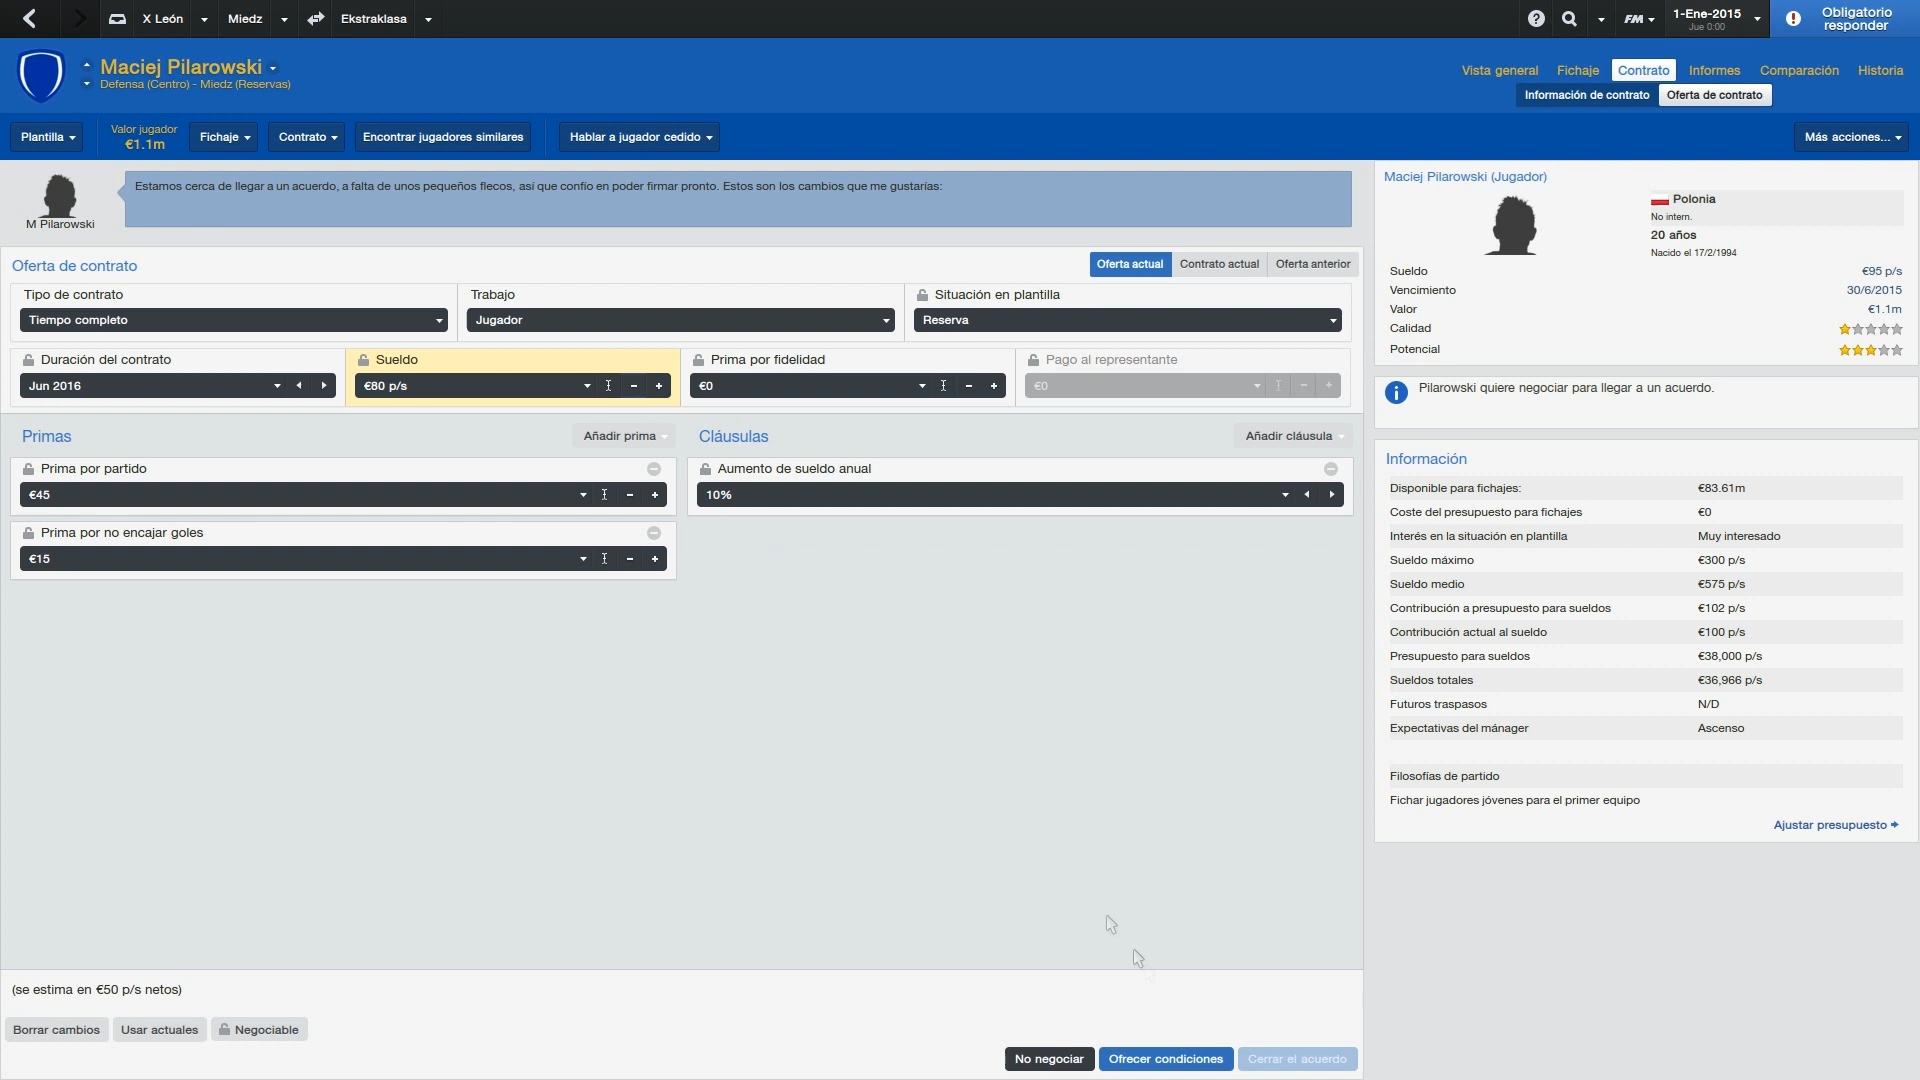 X León
Miedz
Ekstraklasa
FM
1-Ene-2015
Jue 0:00
Obligatorio
responder
Maciej Pilarowski
Defensa (Centro) - Miedz (Reservas)
Vista general
Fichaje
Contrato
Informes
Comparación
Historia
Información de contrato
Oferta de contrato
Plantilla
Valor jugador
€1.1m
Fichaje
Contrato
Encontrar jugadores similares
Hablar a jugador cedido
Más acciones...
M Pilarowski
Estamos cerca de llegar a un acuerdo, a falta de unos pequeños flecos, así que confío en poder firmar pronto. Estos son los cambios que me gustarías:
Oferta de contrato
Oferta actual
Contrato actual
Oferta anterior
Tipo de contrato
Tiempo completo
Trabajo
Jugador
Situación en plantilla
Reserva
Duración del contrato
Jun 2016
Sueldo
€80 p/s
Prima por fidelidad
€0
Pago al representante
€0
Primas
Añadir prima
Prima por partido
€45
Prima por no encajar goles
€15
Cláusulas
Añadir cláusula
Aumento de sueldo anual
10%
(se estima en €50 p/s netos)
Borrar cambios
Usar actuales
Negociable
No negociar
Ofrecer condiciones
Cerrar el acuerdo
Maciej Pilarowski (Jugador)
Polonia
No intern.
20 años
Nacido el 17/2/1994
Sueldo €95 p/s
Vencimiento 30/6/2015
Valor €1.1m
Calidad
Potencial
Pilarowski quiere negociar para llegar a un acuerdo.
Información
Disponible para fichajes: €83.61m
Coste del presupuesto para fichajes €0
Interés en la situación en plantilla Muy interesado
Sueldo máximo €300 p/s
Sueldo medio €575 p/s
Contribución a presupuesto para sueldos €102 p/s
Contribución actual al sueldo €100 p/s
Presupuesto para sueldos €38,000 p/s
Sueldos totales €36,966 p/s
Futuros traspasos N/D
Expectativas del mánager Ascenso
Filosofías de partido
Fichar jugadores jóvenes para el primer equipo
Ajustar presupuesto